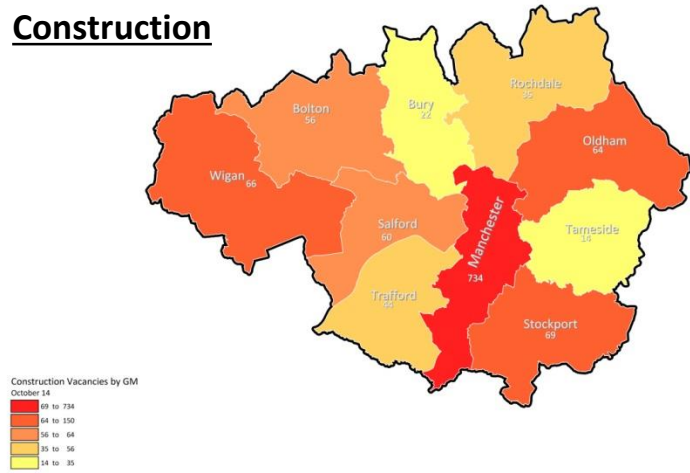 Construction
Bolton
56
Bury
22
Rochdale
35
Oldham
64
Wigan
66
Salford
60
Manchester
734
Tameside
14
Trafford
44
Stockport
69
Construction Vacancies by GM
October 14
69 to 734
64 to 150
56 to 64
35 to 56
14 to 35